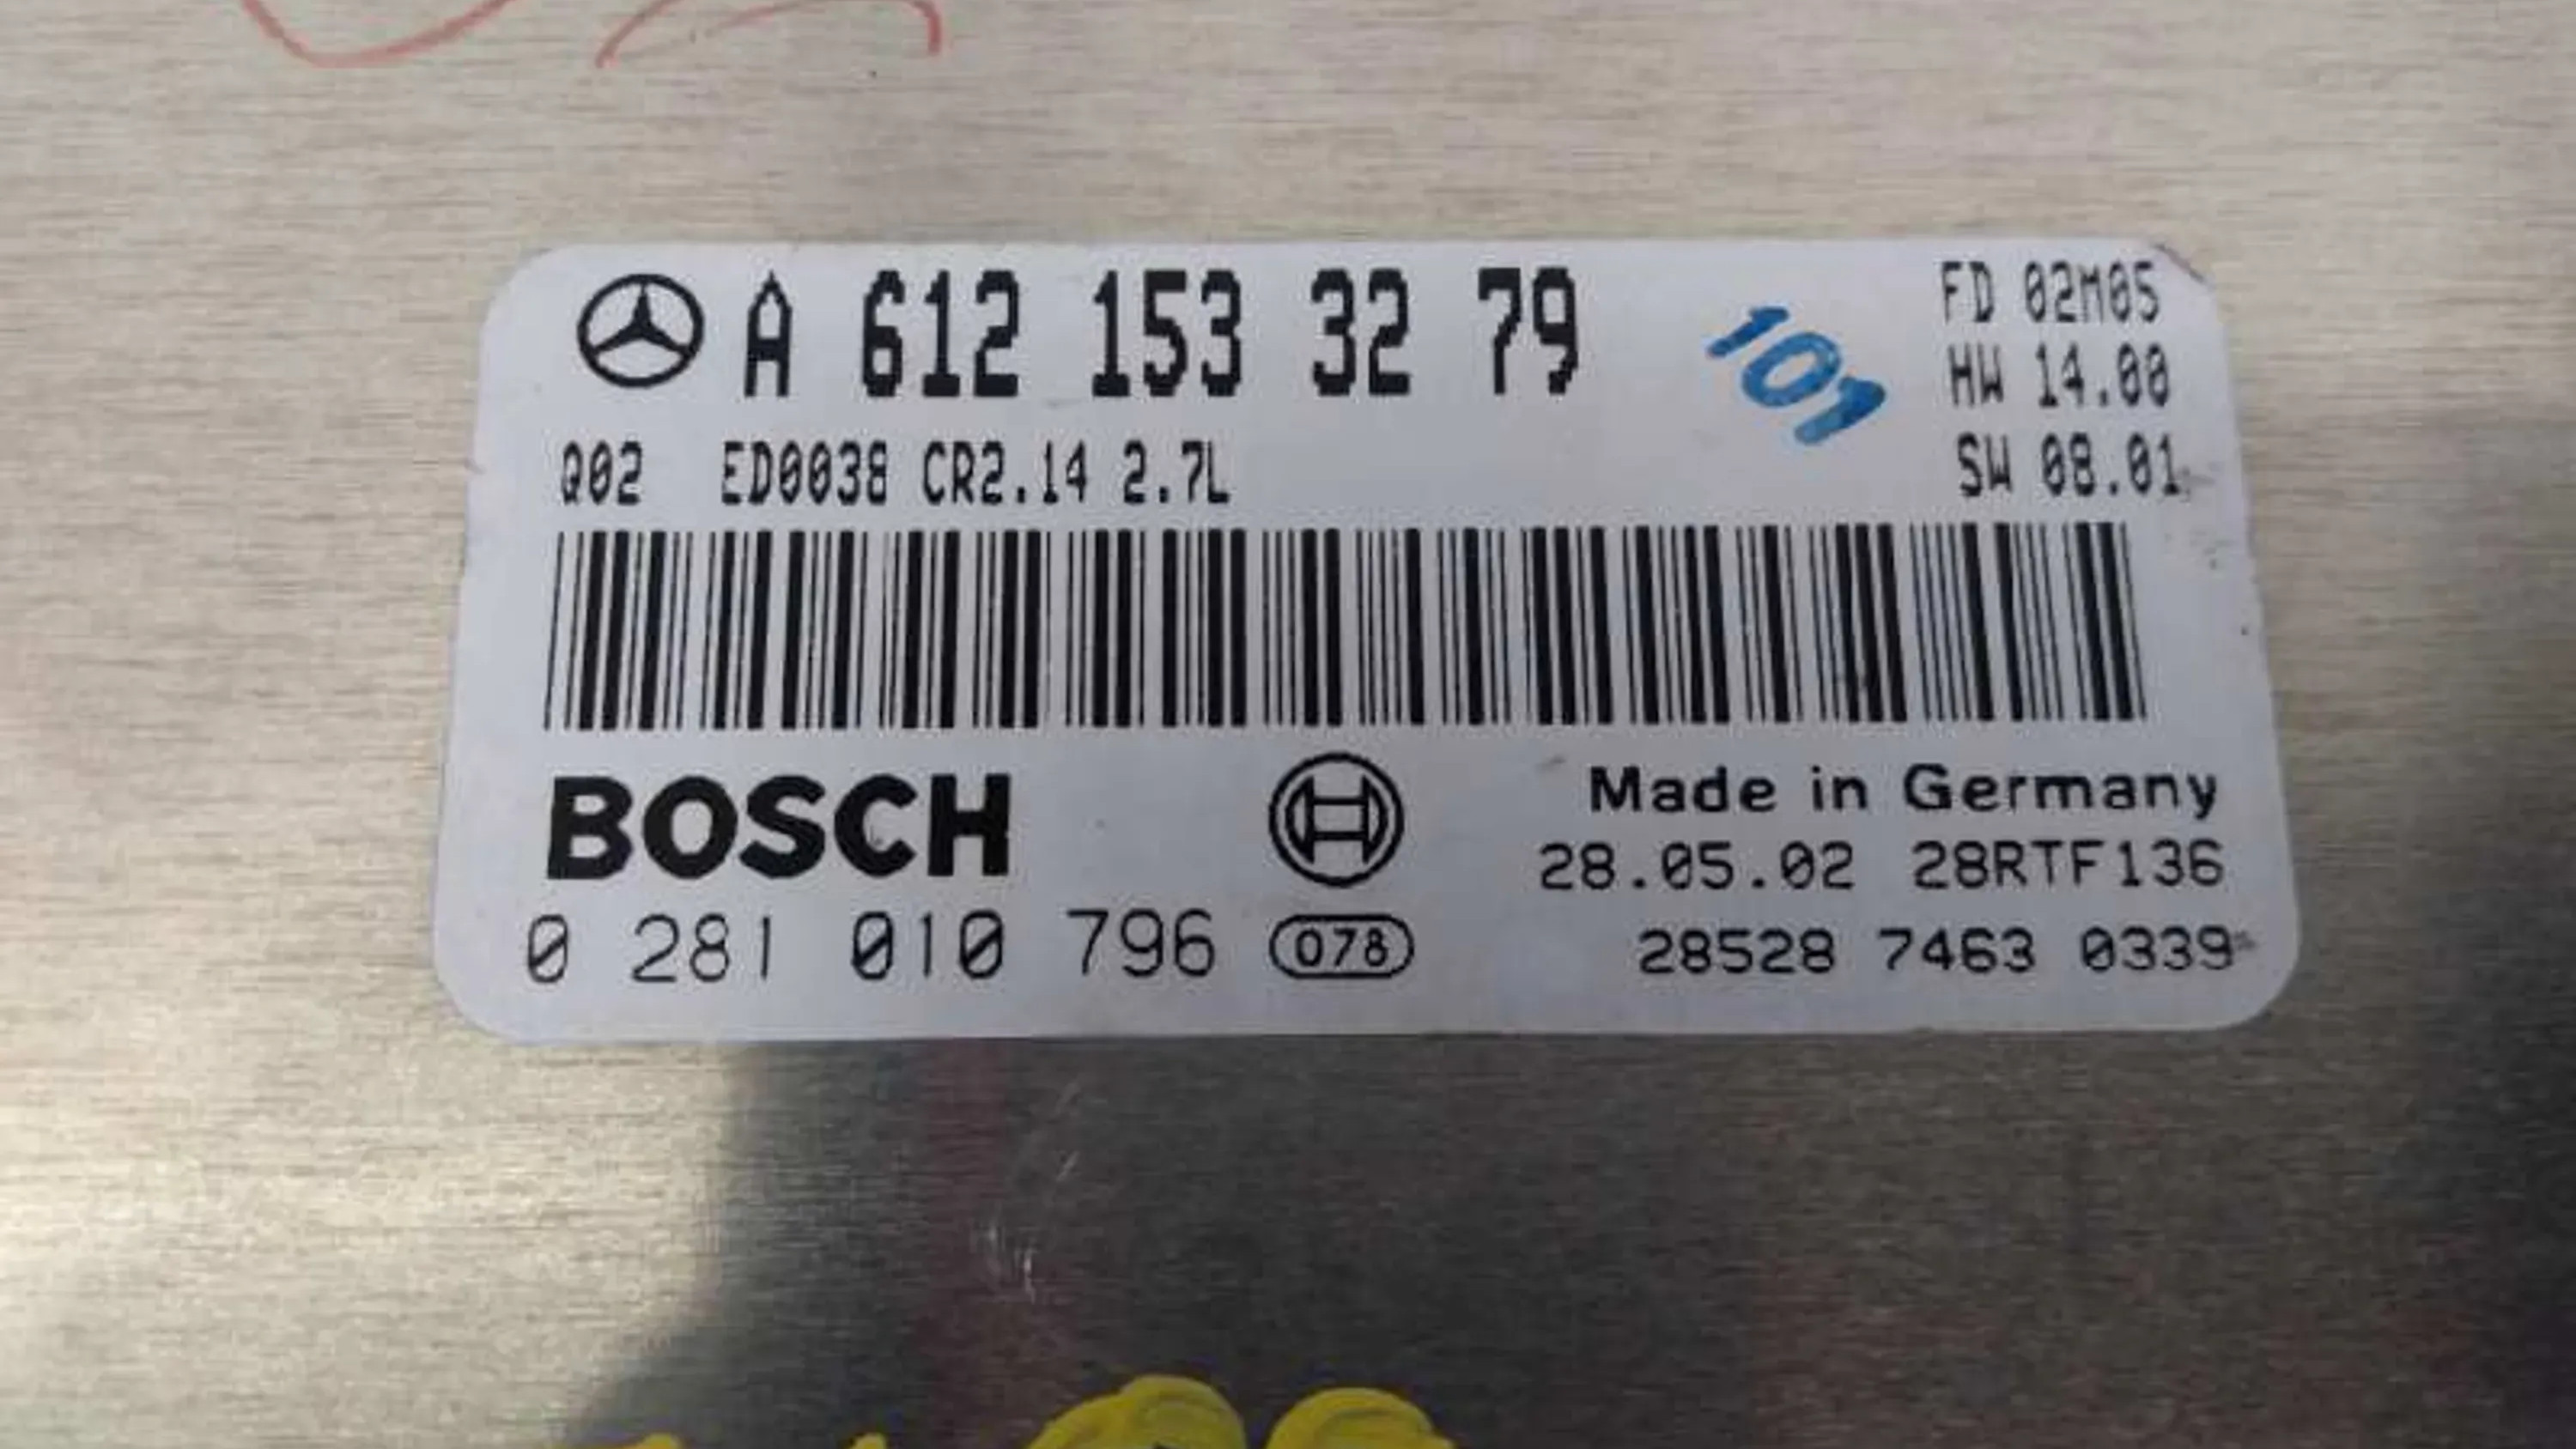 A 612 153 32 79
101
FD 02M05
HW 14.00
Q02 ED0038 CR2.14 2.7L
SW 08.01
BOSCH
Made in Germany
28.05.02 28RTF136
0 281 010 796 078
28528 7463 0339